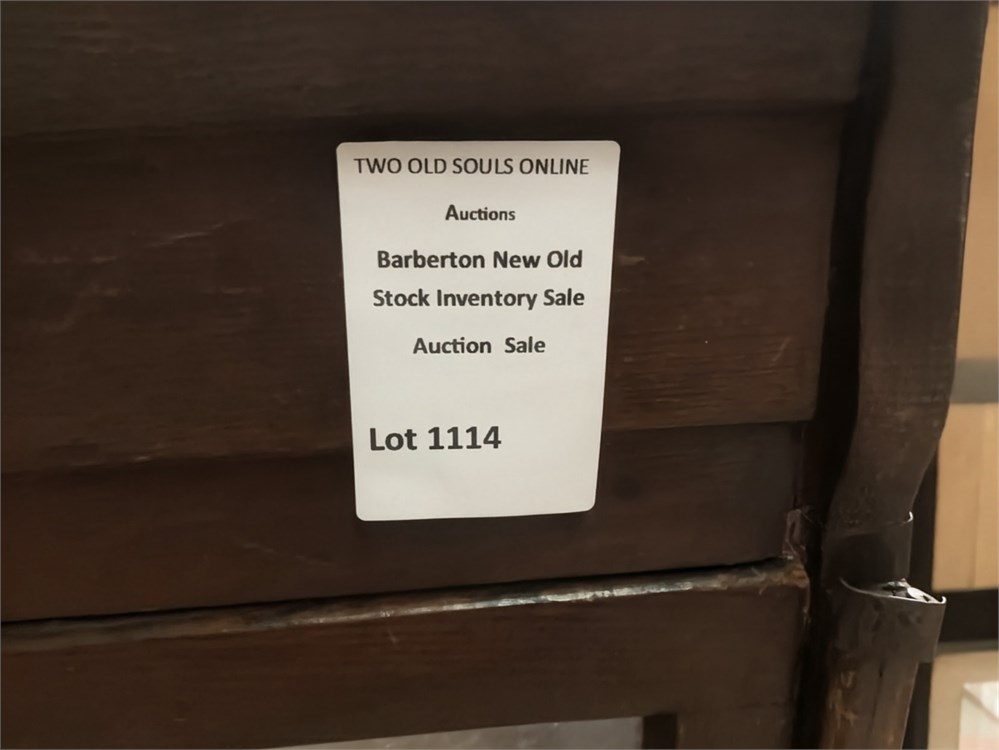 TWO OLD SOULS ONLINE
Auctions
Barberton New Old
Stock Inventory Sale
Auction Sale
Lot 1114